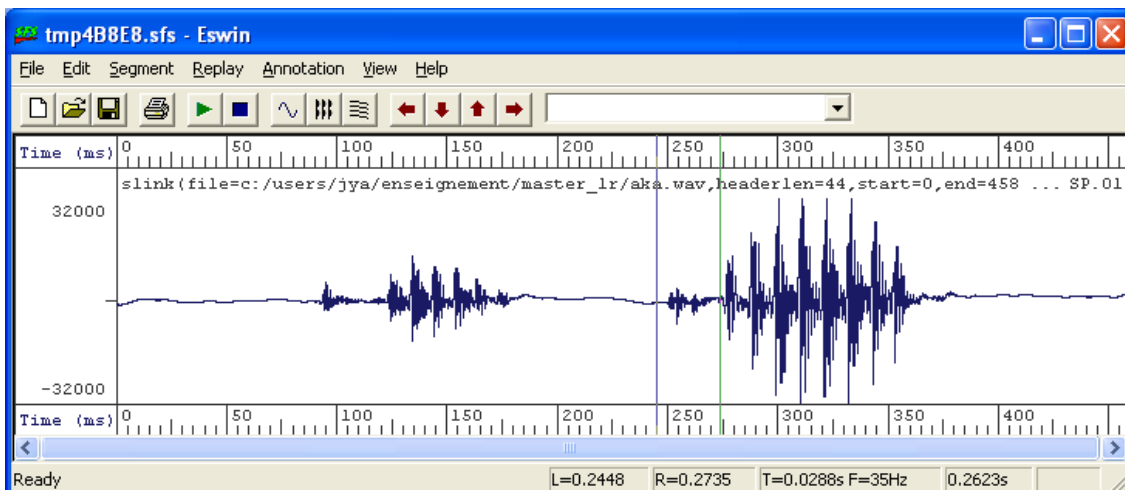 tmp4B8E8.sfs - Eswin
File Edit Segment Replay Annotation View Help
Time (ms) 0 50 100 150 200 250 300 350 400
slink(file=c:/users/jya/enseignement/master_lr/aka.wav,headerlen=44,start=0,end=458 ... SP.01
32000
-32000
Time (ms) 0 50 100 150 200 250 300 350 400
Ready L=0.2448 R=0.2735 T=0.0288s F=35Hz 0.2623s